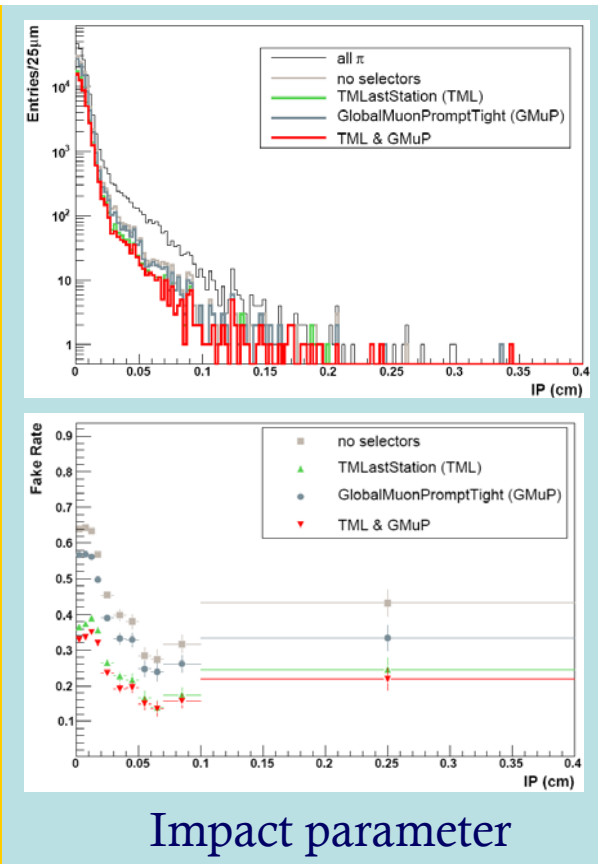 Entries/25μm
10⁴
10³
10²
10
1
all π
no selectors
TMLastStation (TML)
GlobalMuonPromptTight (GMuP)
TML & GMuP
0 0.05 0.1 0.15 0.2 0.25 0.3 0.35 0.4
IP (cm)
Fake Rate
0.9
0.8
0.7
0.6
0.5
0.4
0.3
0.2
0.1
no selectors
TMLastStation (TML)
GlobalMuonPromptTight (GMuP)
TML & GMuP
0 0.05 0.1 0.15 0.2 0.25 0.3 0.35 0.4
IP (cm)
Impact parameter